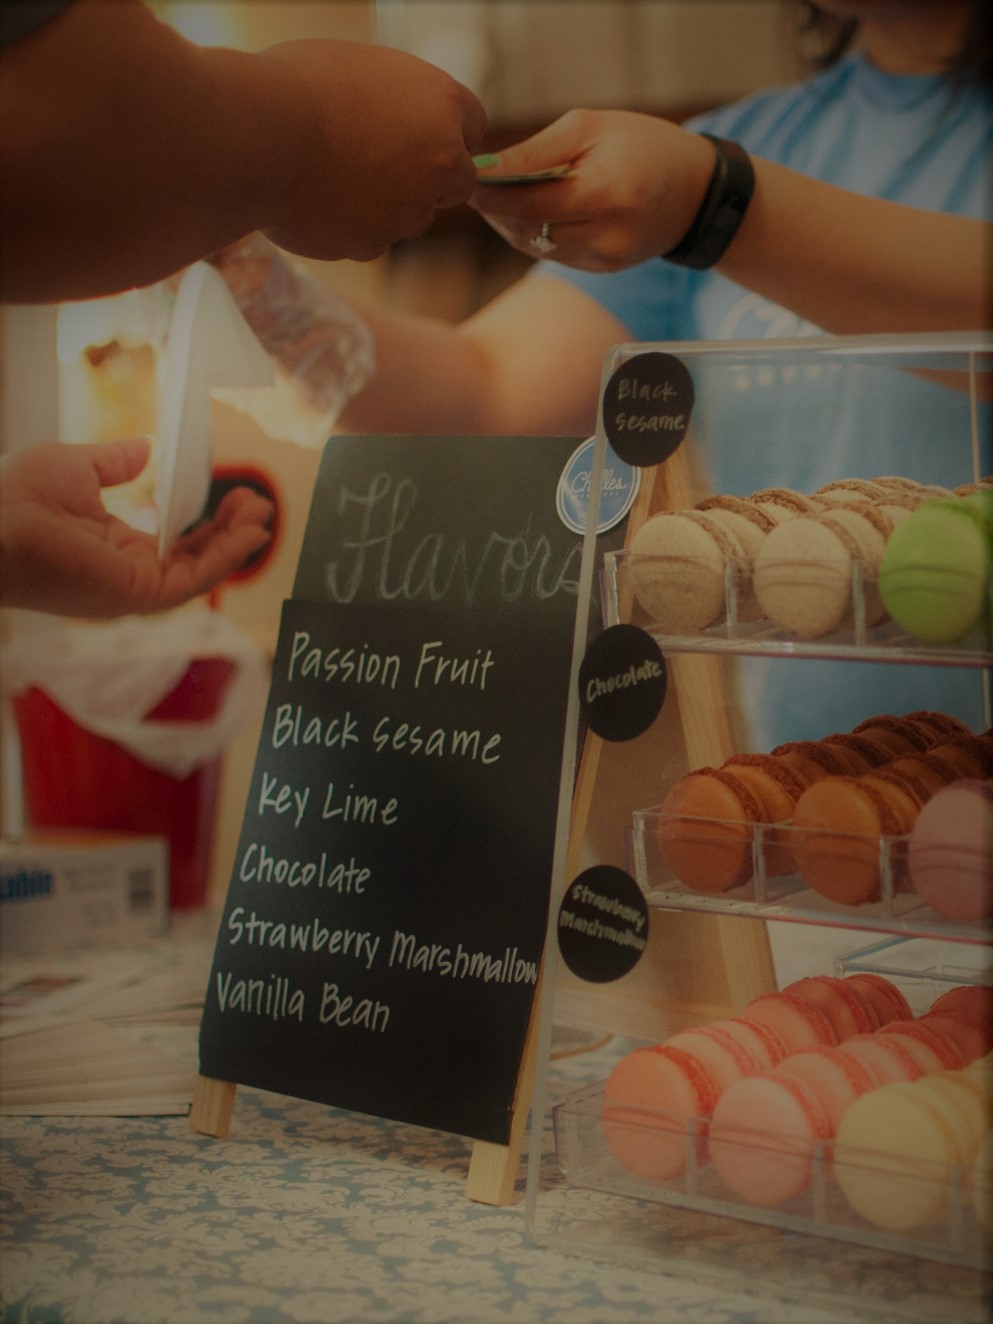 Flavors
Passion Fruit
Black sesame
Key Lime
Chocolate
Strawberry Marshmallow
Vanilla Bean
Black
sesame
Chocolate
Strawberry
Marshmallow